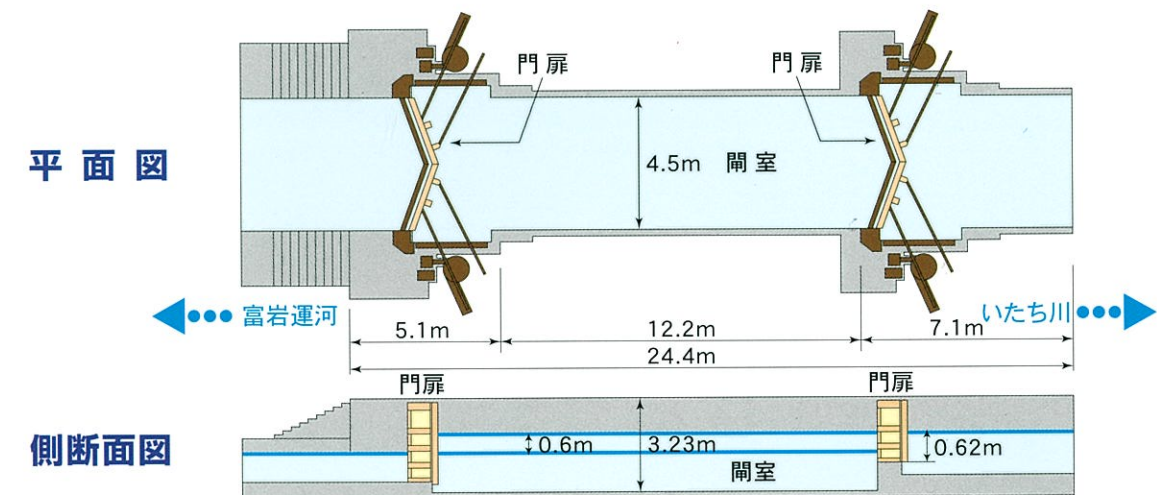 門扉
門扉
平面図
4.5m 閘室
富岩運河
いたち川
5.1m
12.2m
7.1m
24.4m
門扉
門扉
側断面図
0.6m
3.23m
0.62m
閘室